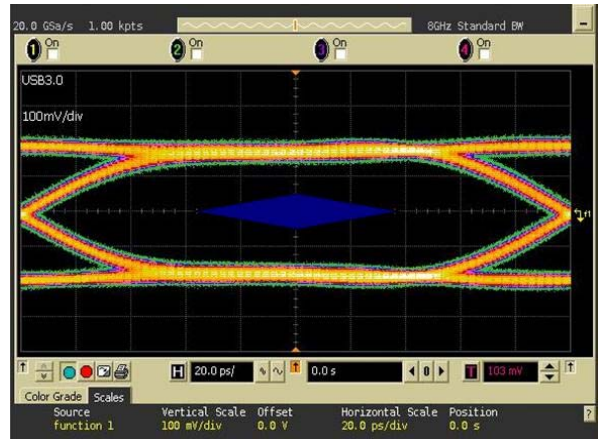 20.0 GSa/s 1.00 kpts 8GHz Standard BW
1 On 2 On 3 On 4 On
USB3.0
100mV/div
f1
H 20.0 ps/ 0.0 s 0 T 103 mV
Color Grade Scales
Source Vertical Scale Offset Horizontal Scale Position ?
function 1 100 mV/div 0.0 V 20.0 ps/div 0.0 s